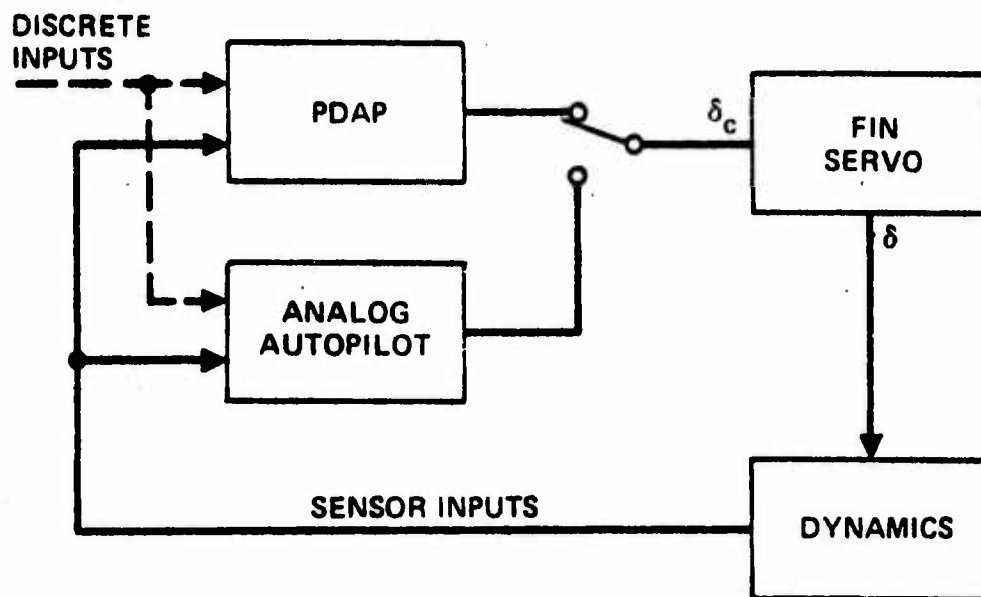 DISCRETE
INPUTS
PDAP
δc
FIN
SERVO
δ
ANALOG
AUTOPILOT
SENSOR INPUTS
DYNAMICS